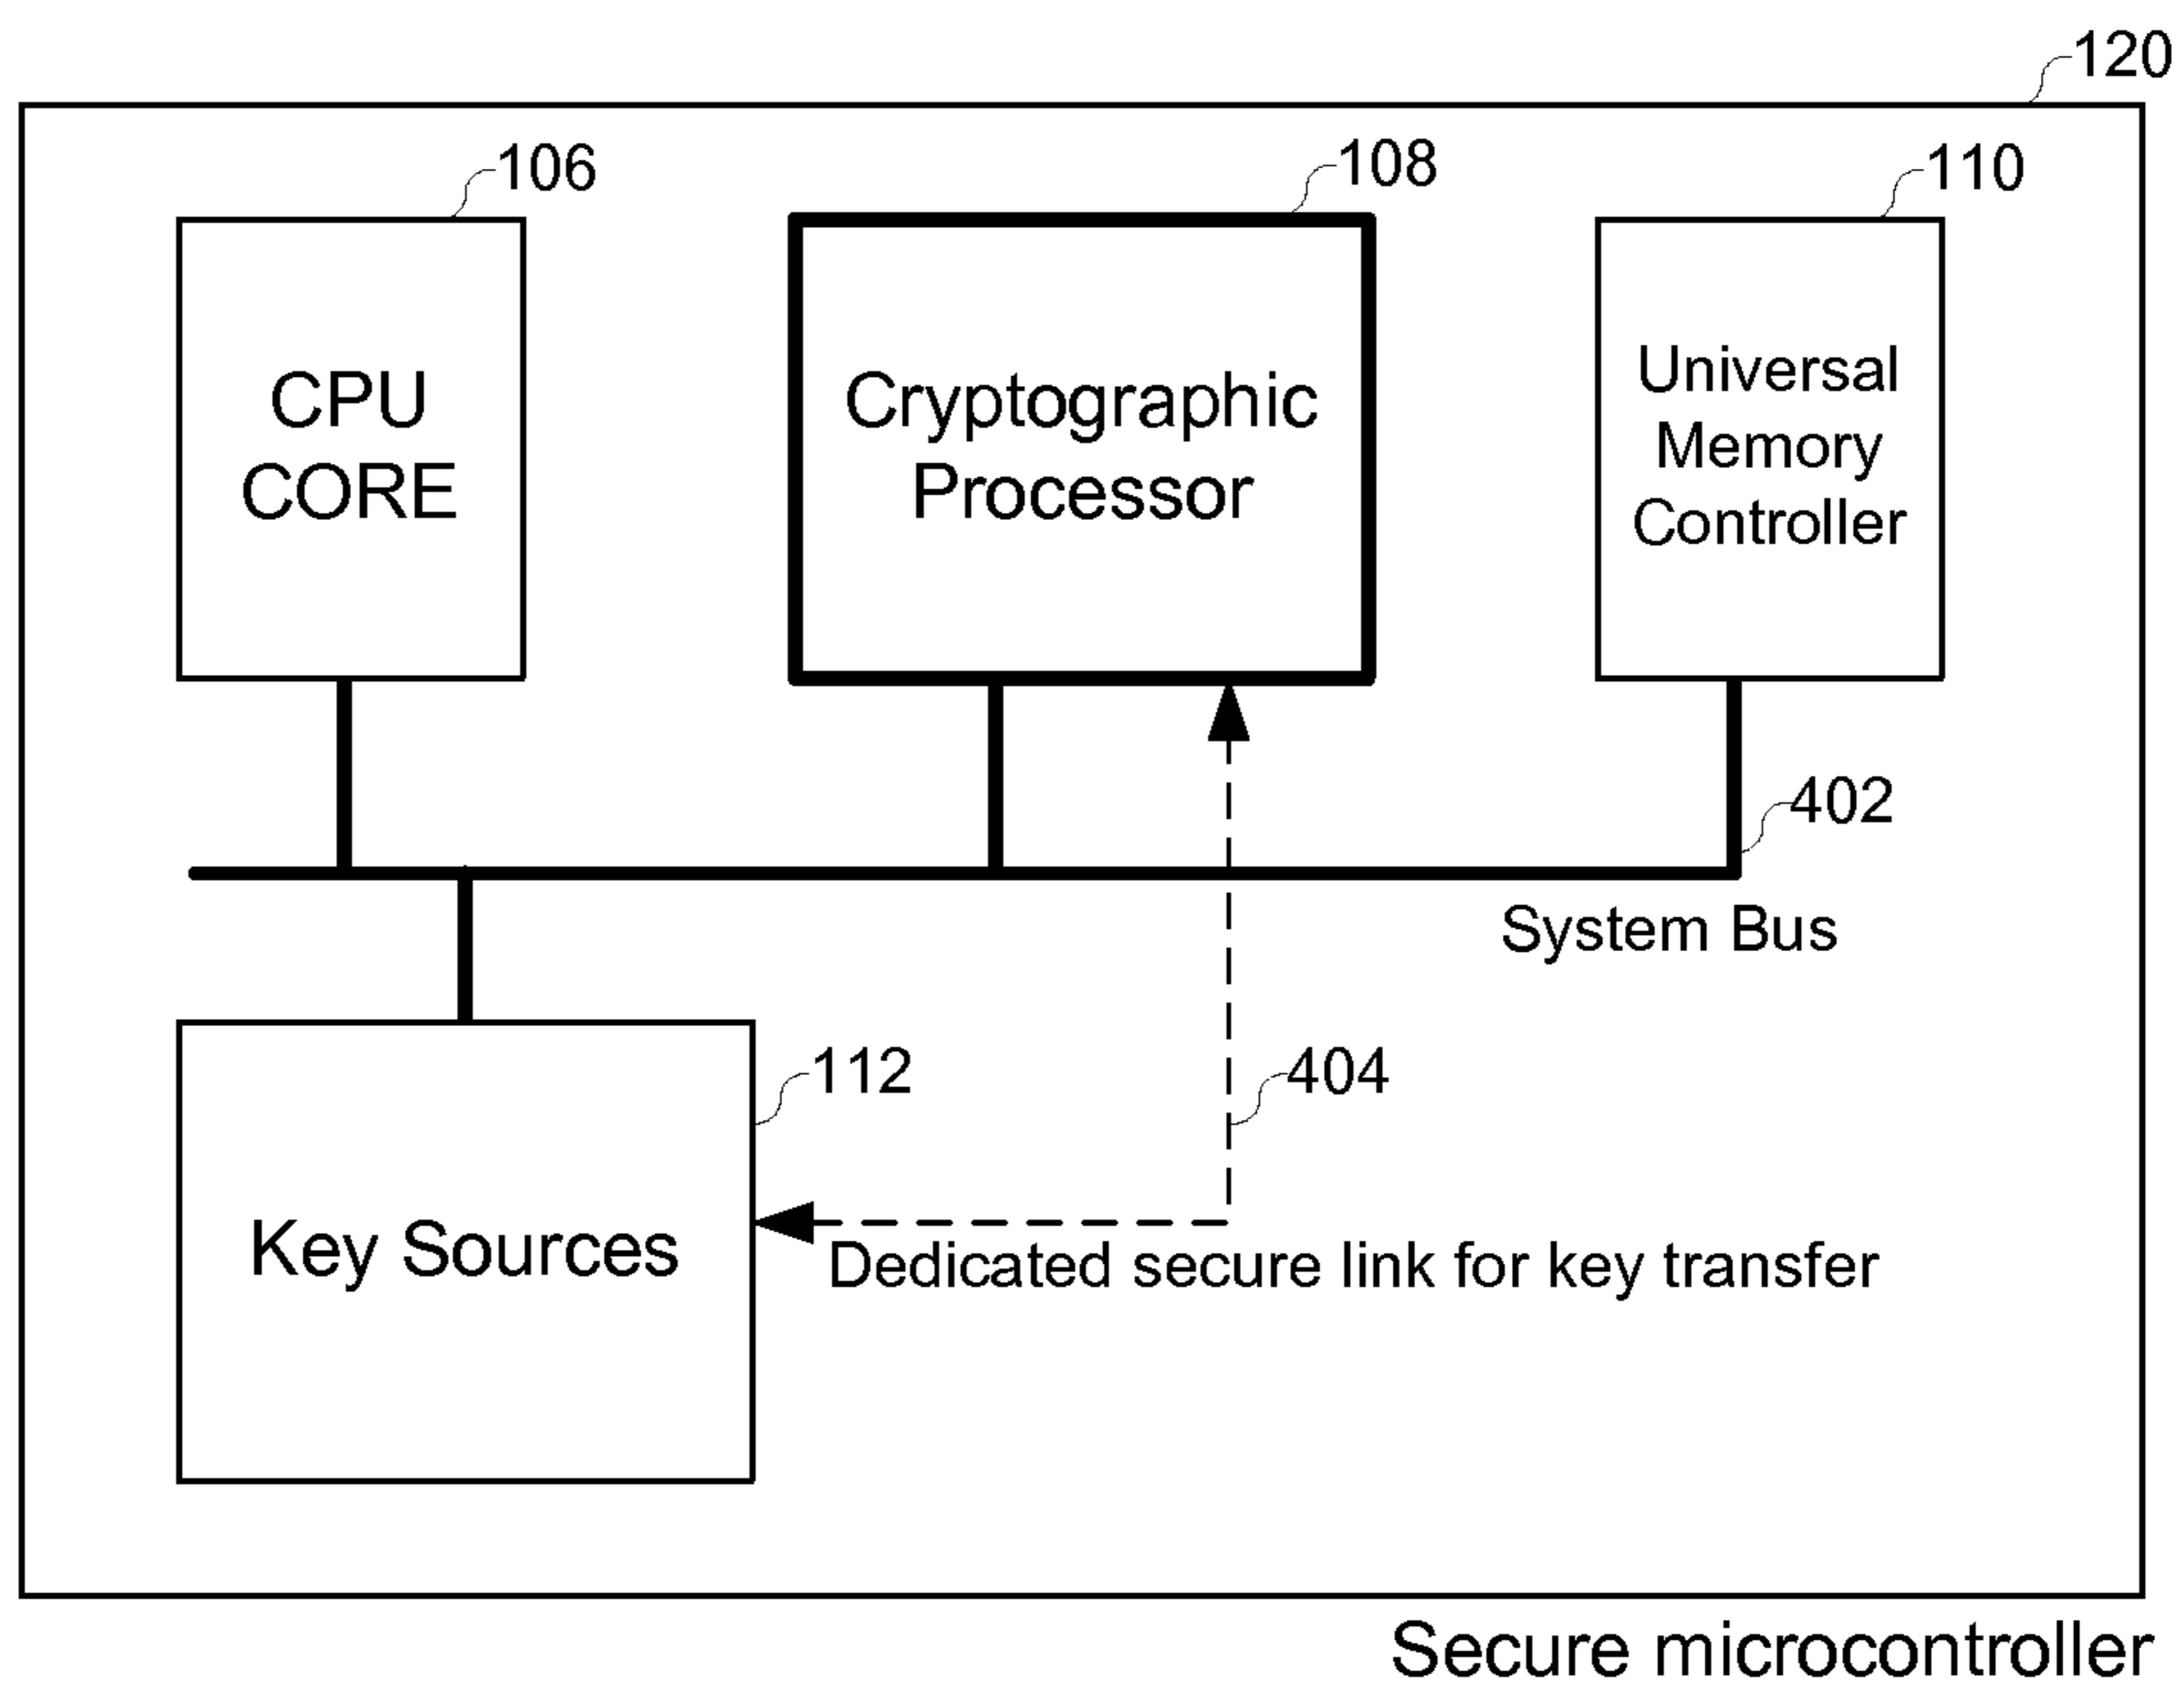 120
106
108
110
CPU
CORE
Cryptographic
Processor
Universal
Memory
Controller
402
System Bus
112
404
Key Sources
Dedicated secure link for key transfer
Secure microcontroller